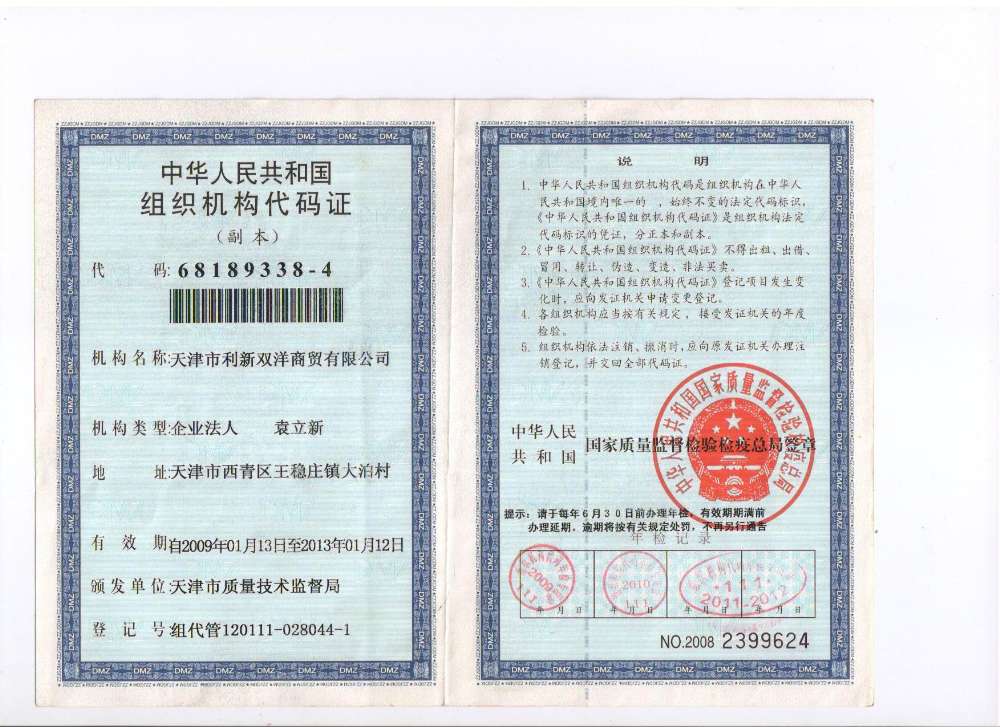 中华人民共和国
组织机构代码证
（副本）
代 码: 68189338-4
机构名称:天津市利新双洋商贸有限公司
机构类型:企业法人 袁立新
地 址:天津市西青区王稳庄镇大泊村
有 效 期自2009年01月13日至2013年01月12日
颁发单位:天津市质量技术监督局
登 记 号组代管120111-028044-1
说 明
1. 中华人民共和国组织机构代码是组织机构在中华人
民共和国境内唯一的 ，始终不变的法定代码标识，
《中华人民共和国组织机构代码证》是组织机构法定
代码标识的凭证，分正本和副本。
2.《中华人民共和国组织机构代码证》不得出租、出借、
冒用、转让、伪造、变造、非法买卖。
3.《中华人民共和国组织机构代码证》登记项目发生变
化时，应向发证机关申请变更登记。
4. 各组织机构应当按有关规定，接受发证机关的年度
检验。
5. 组织机构依法注销、撤消时，应向原发证机关办理注
销登记，并交回全部代码证。
中华人民
共和国 国家质量监督检验检疫总局签章
中华人民共和国国家质量监督检验检疫总局
提示：请于每年6月30日前办理年检，有效期期满前
办理延期，逾期将按有关规定处罚，不再另行通告
年检记录
2009 2010 111
11 111 2011-2012
年 月 日 年 月 日 年 月 日 年 月 日
NO.2008 2399624
DMZ
ZZJGDM